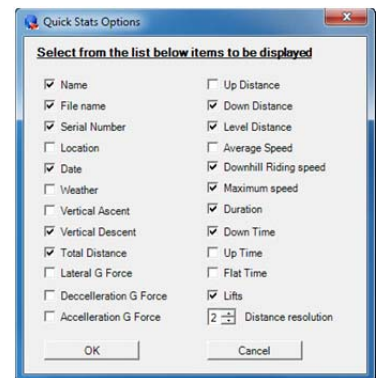 Quick Stats Options
Select from the list below items to be displayed
Name
File name
Serial Number
Location
Date
Weather
Vertical Ascent
Vertical Descent
Total Distance
Lateral G Force
Deccelleration G Force
Accelleration G Force
Up Distance
Down Distance
Level Distance
Average Speed
Downhill Riding speed
Maximum speed
Duration
Down Time
Up Time
Flat Time
Lifts
2 Distance resolution
OK
Cancel